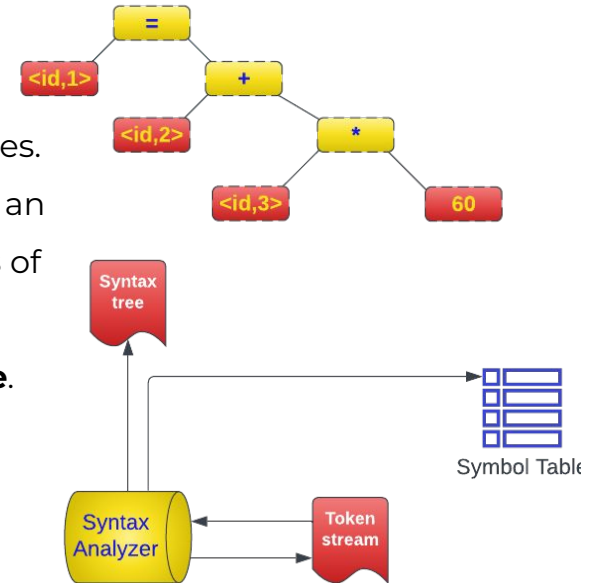 =
<id,1>
+
<id,2>
*
es.
<id,3>
60
an
of
Syntax
tree
e.
Symbol Table
Syntax
Analyzer
Token
stream